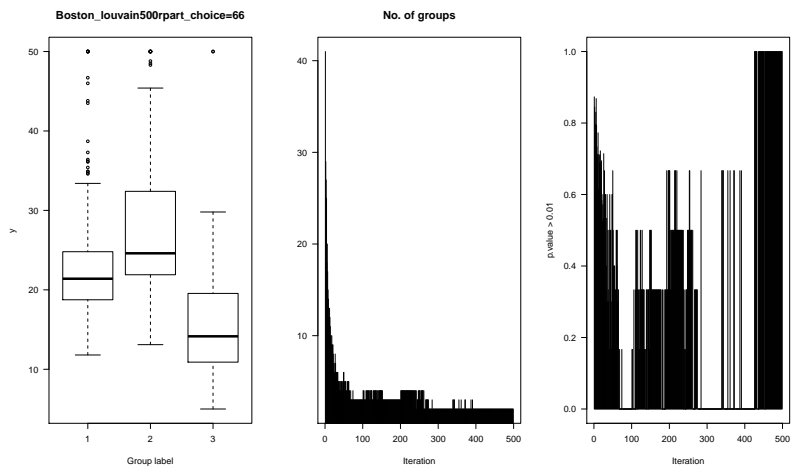 Boston_louvain500rpart_choice=66
50
40
30
20
10
y
1 2 3
Group label
No. of groups
40
30
20
10
0 100 200 300 400 500
Iteration
1.0
0.8
0.6
0.4
0.2
0.0
p.value > 0.01
0 100 200 300 400 500
Iteration